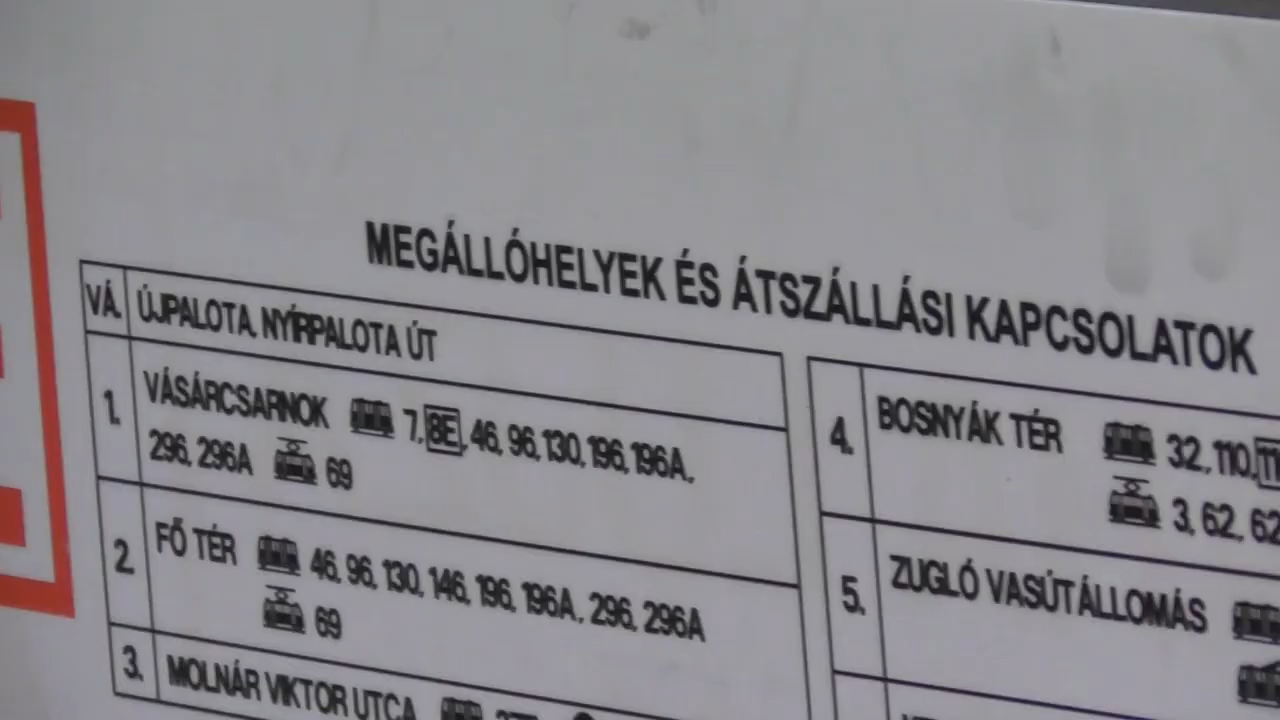 MEGÁLLÓHELYEK ÉS ÁTSZÁLLÁSI KAPCSOLATOK
VÁ. ÚJPALOTA, NYÍRPALOTA ÚT
1. VÁSÁRCSARNOK 7, 8E, 46, 96, 130, 196, 196A,
296, 296A 69
2. FŐ TÉR 46, 96, 130, 146, 196, 196A, 296, 296A
69
3. MOLNÁR VIKTOR UTCA
4. BOSNYÁK TÉR 32, 110,
3, 62,
5. ZUGLÓ VASÚTÁLLOMÁS